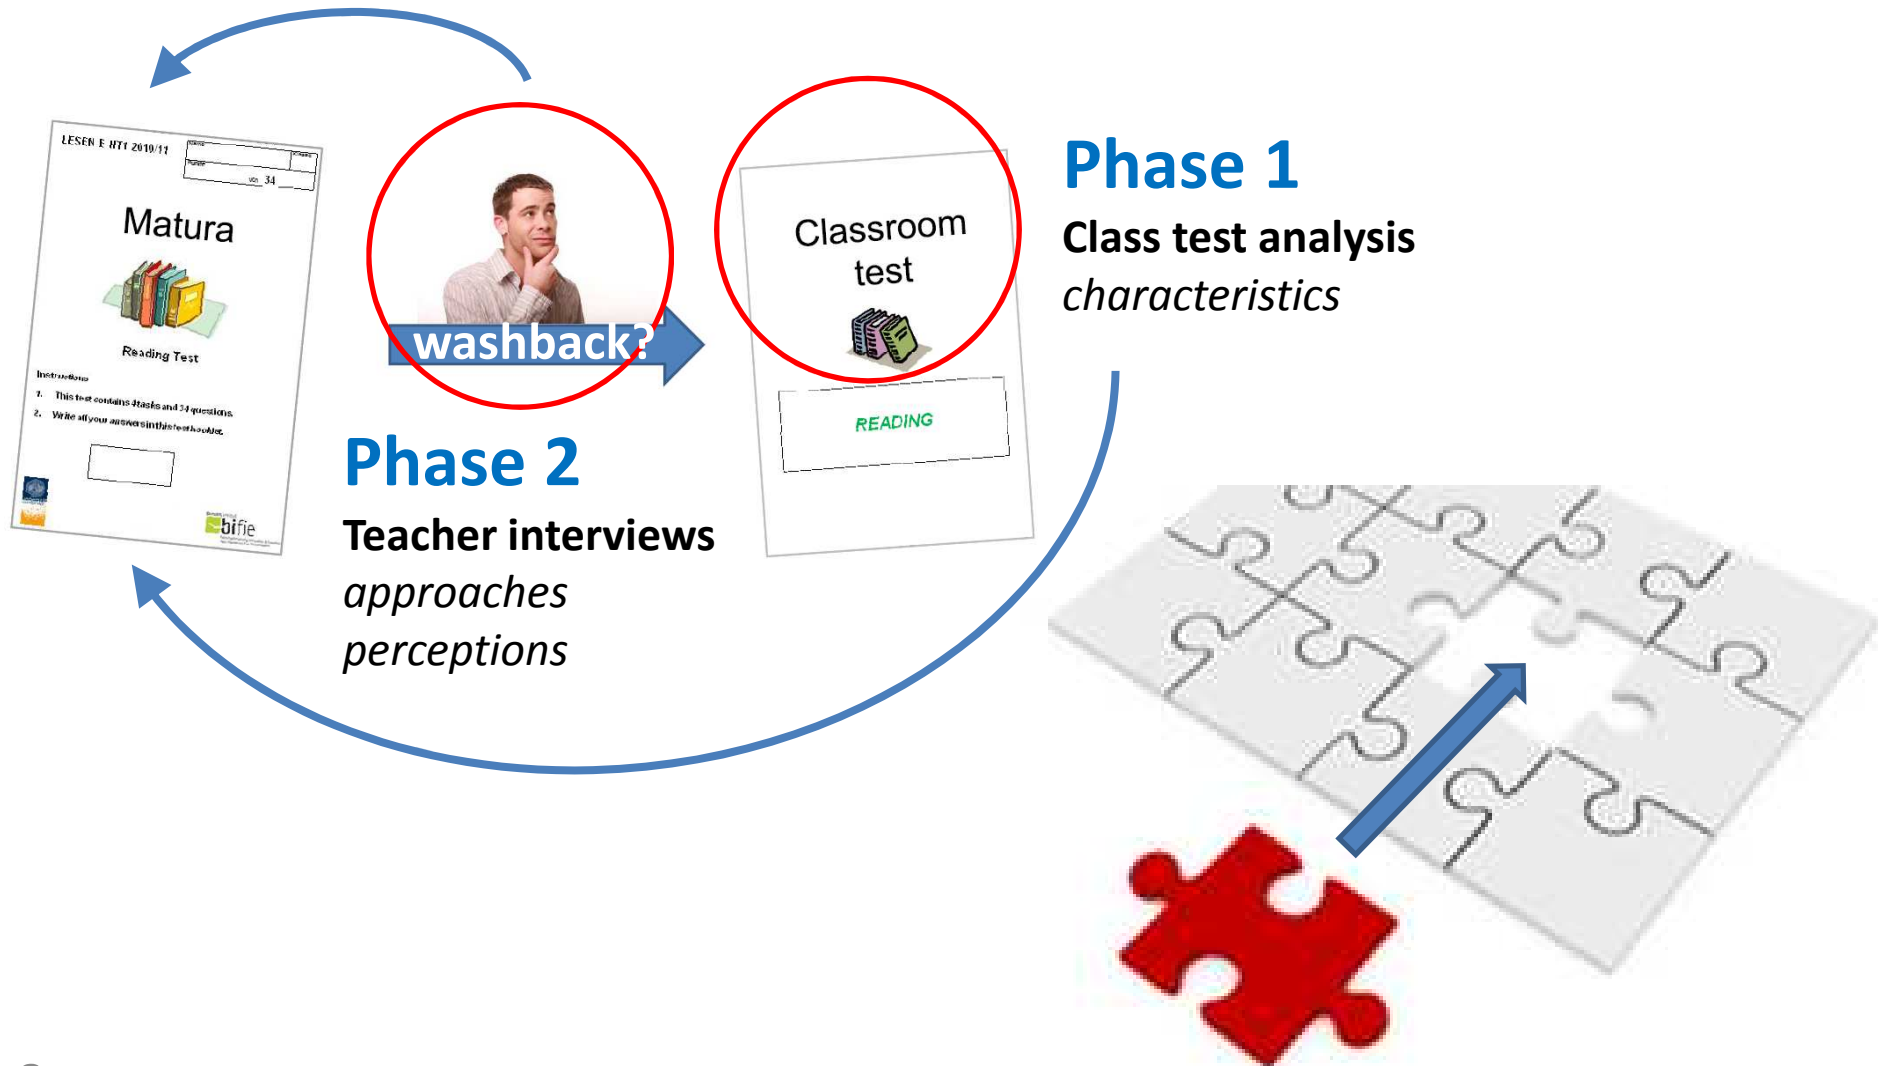 LESEN E HT1 2010/11
von 34
Matura
Reading Test
Instructions
1. This test contains 4 tasks and 34 questions.
2. Write all your answers in this test booklet.
bifie
washback?
Classroom
test
READING
Phase 1
Class test analysis
characteristics
Phase 2
Teacher interviews
approaches
perceptions